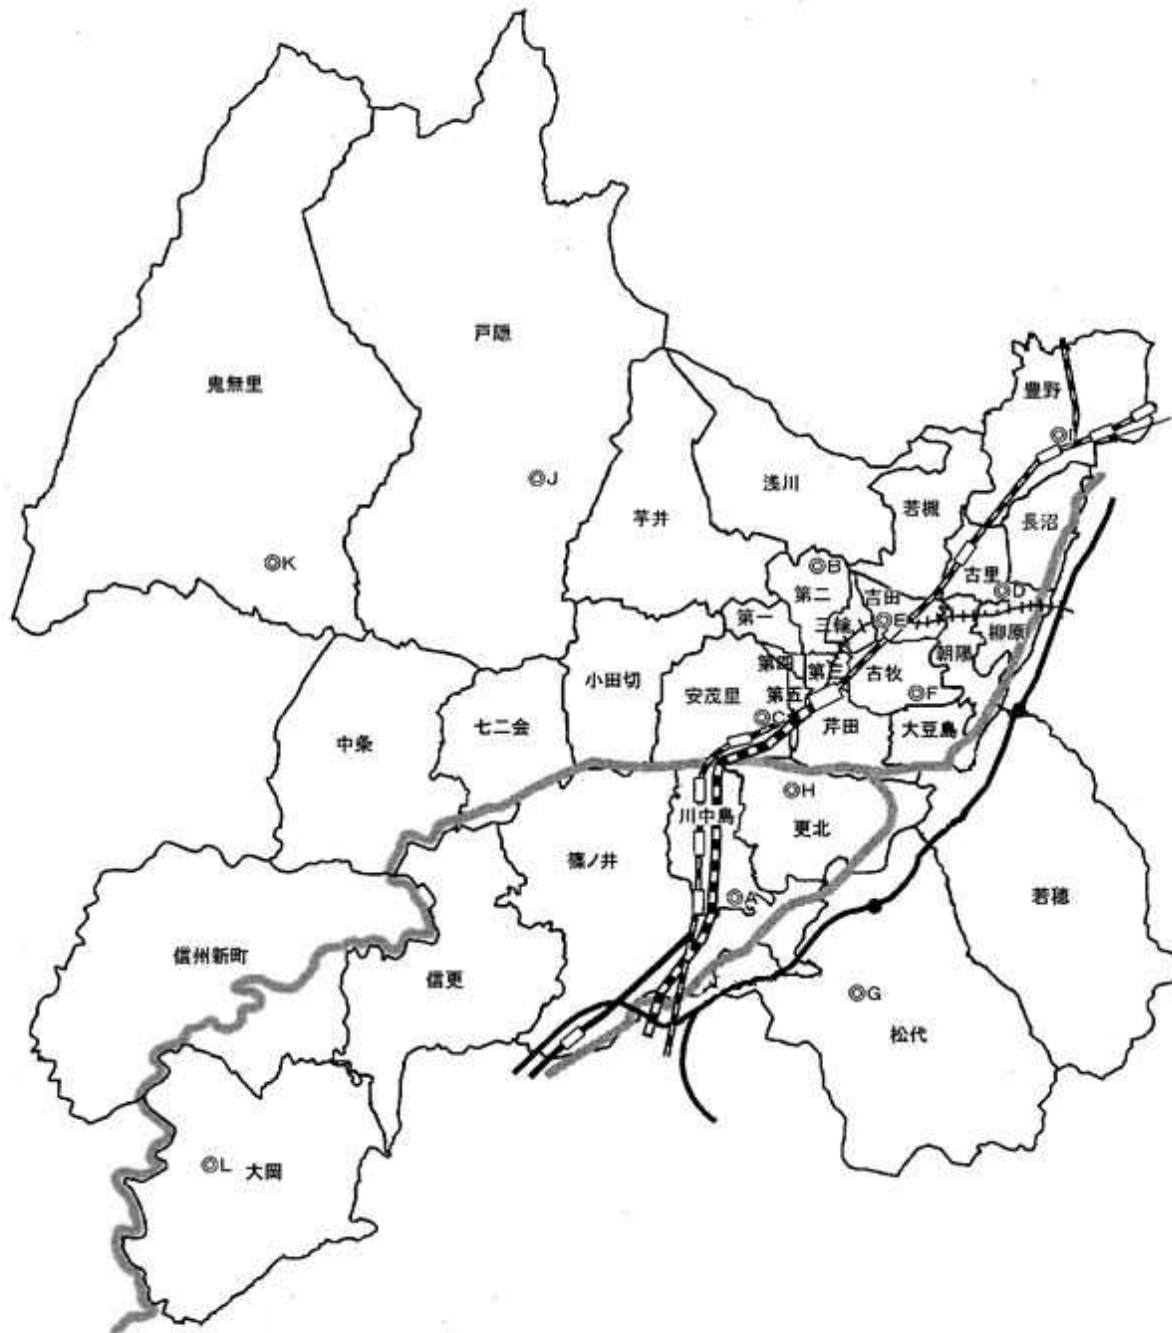 戸隠
豊野
鬼無里
◎I
◎J
浅川
若槻
芋井
長沼
◎K
◎B
古里
第二
吉田
◎D
第一
三輪
◎E
柳原
第四
第三
古牧
朝陽
小田切
安茂里
第五
◎F
◎C
芹田
大豆島
七二会
中条
◎H
川中島
更北
篠ノ井
◎A
若穂
信州新町
信更
◎G
松代
◎L
大岡